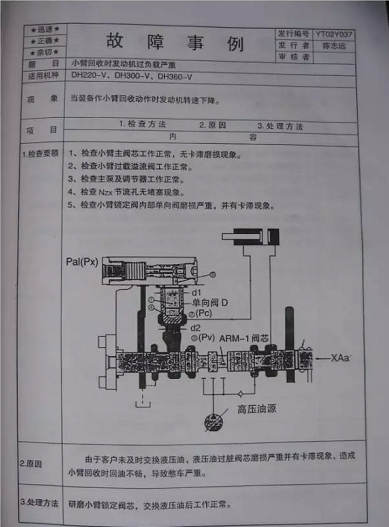 ★迅速★
★正确★
★亲切★
故障事例
发行编号 YT02Y037
发行者 陈志远
审核者
题目 小臂回收时发动机过负载严重
适用机种 DH220-V、DH300-V、DH360-V
现象 当装备作小臂回收动作时发动机转速下降。
项目 1.检查方法 2.原因 3.处理方法
内容
1.检查要领
1、检查小臂主阀芯工作正常，无卡滞磨损现象。
2、检查小臂过载溢流阀工作正常。
3、检查主泵及调节器工作正常。
4、检查Nzx节流孔无堵塞现象。
5、检查小臂锁定阀内部单向阀磨损严重，并有卡滞现象。
Pal(Px)
⑤
d1
① 单向阀 D
④ ②(Pc)
d2
③(Pv) ARM-1阀芯
XAa
高压油源
2.原因
由于客户未及时交换液压油，液压油过脏阀芯磨损严重并有卡滞现象，造成
小臂回收时回油不畅，导致憋车严重。
3.处理方法 研磨小臂锁定阀芯，交换液压油后工作正常。